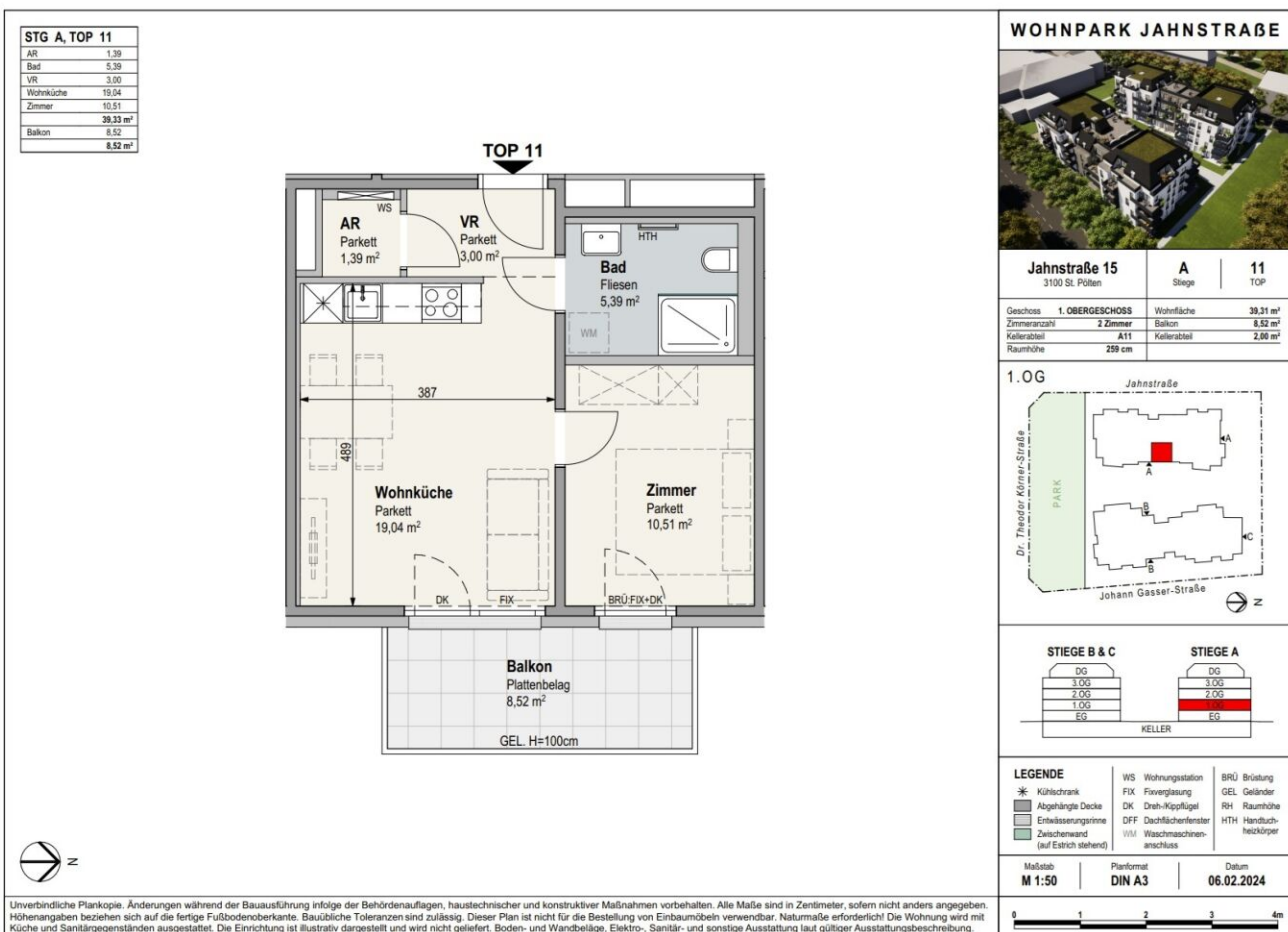 STG A, TOP 11
AR 1,39
Bad 5,39
VR 3,00
Wohnküche 19,04
Zimmer 10,51
39,33 m²
Balkon 8,52
8,52 m²
TOP 11
WS
AR
Parkett
1,39 m²
VR
Parkett
3,00 m²
HTH
Bad
Fliesen
5,39 m²
WM
387
489
Wohnküche
Parkett
19,04 m²
Zimmer
Parkett
10,51 m²
DK FIX BRÜ:FIX+DK
Balkon
Plattenbelag
8,52 m²
GEL. H=100cm
N
WOHNPARK JAHNSTRAßE
Jahnstraße 15
3100 St. Pölten
A
Stiege
11
TOP
Geschoss 1. OBERGESCHOSS Wohnfläche 39,31 m²
Zimmeranzahl 2 Zimmer Balkon 8,52 m²
Kellerabteil A11 Kellerabteil 2,00 m²
Raumhöhe 259 cm
1.OG
Jahnstraße
Dr. Theodor Körner-Straße
PARK
A
A
B
C
B
Johann Gasser-Straße
N
STIEGE B & C STIEGE A
DG DG
3.OG 3.OG
2.OG 2.OG
1.OG 1.OG
EG EG
KELLER
LEGENDE
Kühlschrank
Abgehängte Decke
Entwässerungsrinne
Zwischenwand
(auf Estrich stehend)
WS Wohnungsstation
FIX Fixverglasung
DK Dreh-/Kippflügel
DFF Dachflächenfenster
WM Waschmaschinen-
anschluss
BRÜ Brüstung
GEL Geländer
RH Raumhöhe
HTH Handtuch-
heizkörper
Maßstab Planformat Datum
M 1:50 DIN A3 06.02.2024
0 1 2 3 4m
Unverbindliche Plankopie. Änderungen während der Bauausführung infolge der Behördenauflagen, haustechnischer und konstruktiver Maßnahmen vorbehalten. Alle Maße sind in Zentimeter, sofern nicht anders angegeben.
Höhenangaben beziehen sich auf die fertige Fußbodenoberkante. Bauübliche Toleranzen sind zulässig. Dieser Plan ist nicht für die Bestellung von Einbaumöbeln verwendbar. Naturmaße erforderlich! Die Wohnung wird mit
Küche und Sanitärgegenständen ausgestattet. Die Einrichtung ist illustrativ dargestellt und wird nicht geliefert. Boden- und Wandbeläge, Elektro-, Sanitär- und sonstige Ausstattung laut gültiger Ausstattungsbeschreibung.